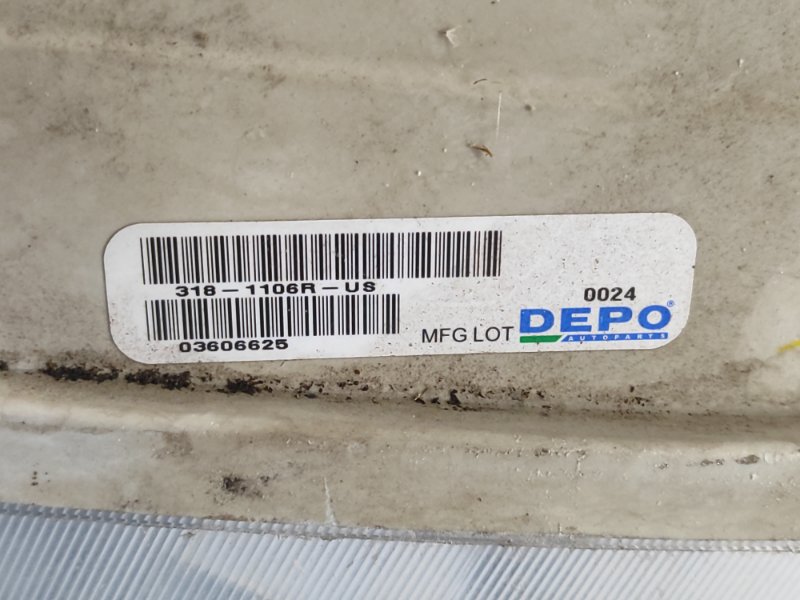 318-1106R-US
03606625
0024
MFG LOT
DEPO®
AUTOPARTS